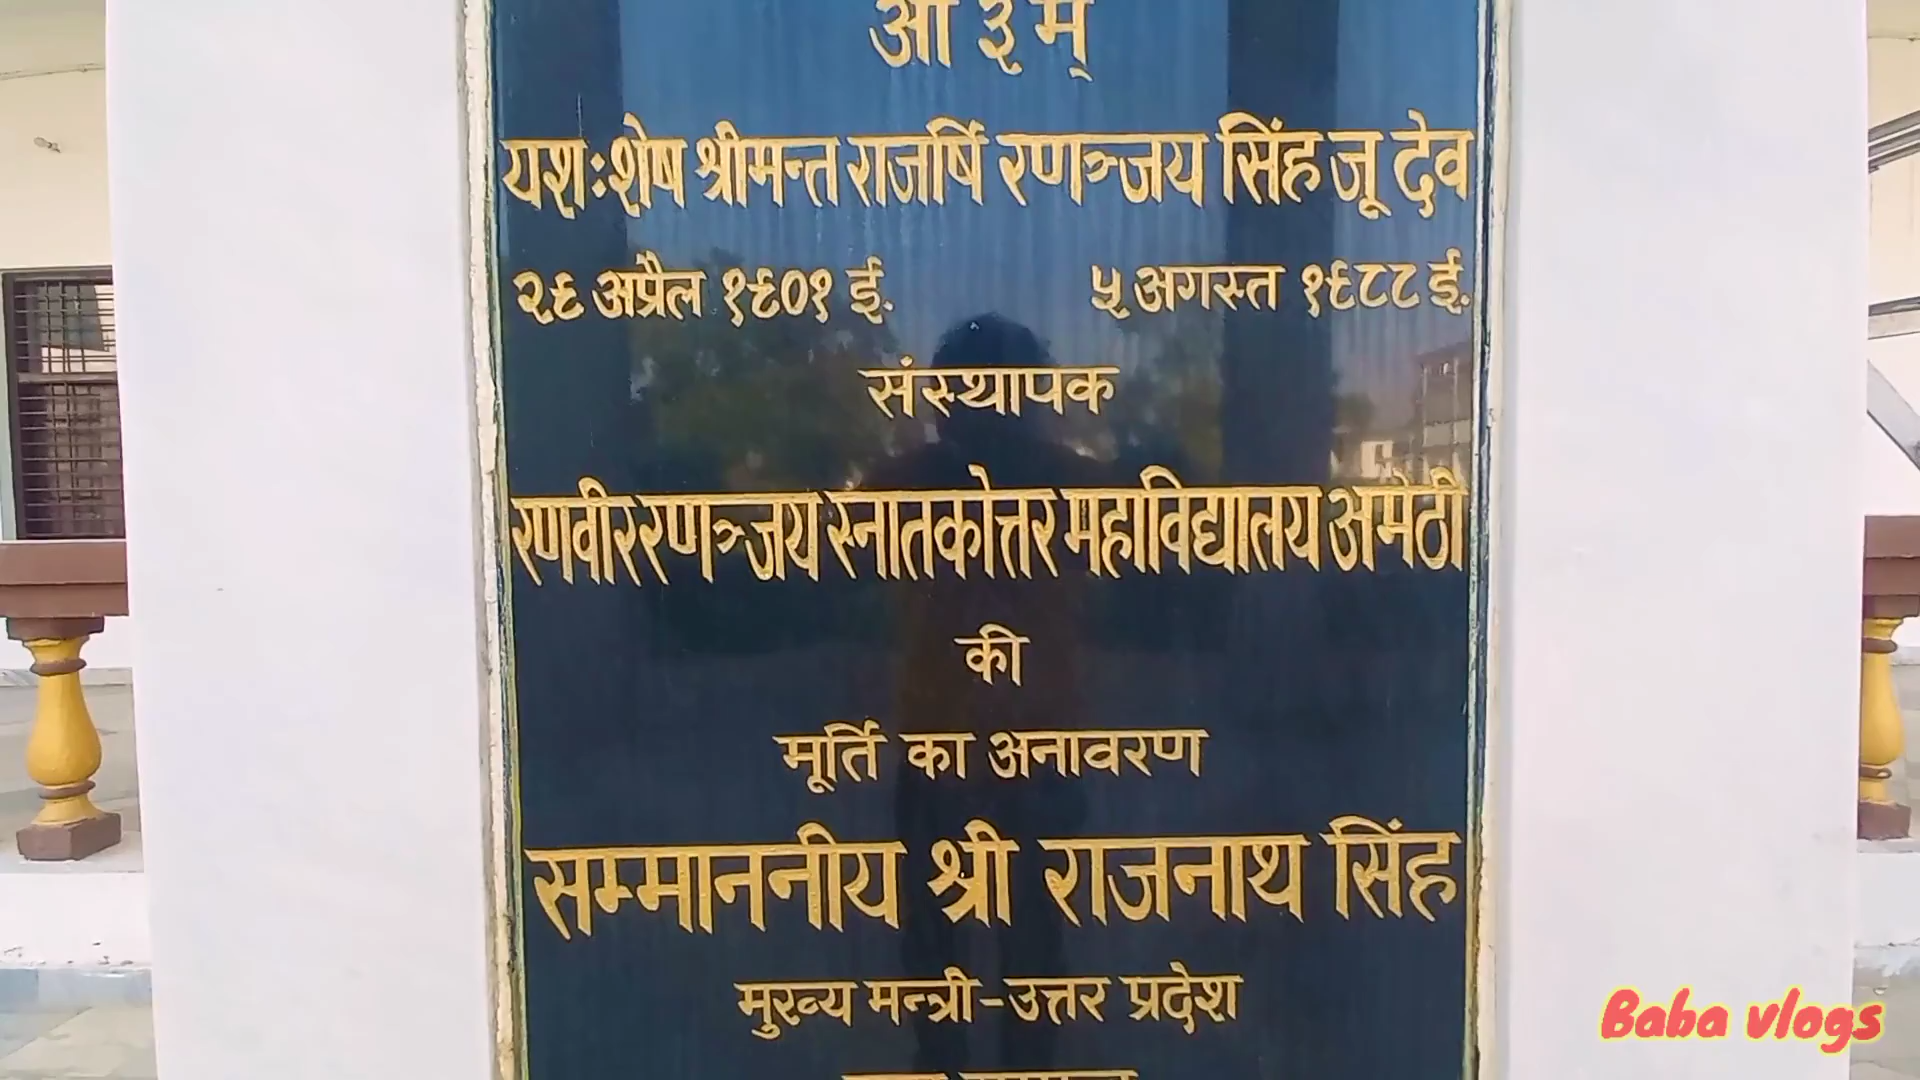 ओ३म्
यशःशेष श्रीमन्त राजर्षि रणञ्जय सिंह जू देव
२९ अप्रैल १९०१ ई. ५ अगस्त १९८८ ई.
संस्थापक
रणवीर रणञ्जय स्नातकोत्तर महाविद्यालय अमेठी
की
मूर्ति का अनावरण
सम्माननीय श्री राजनाथ सिंह
मुख्य मन्त्री-उत्तर प्रदेश
Baba vlogs